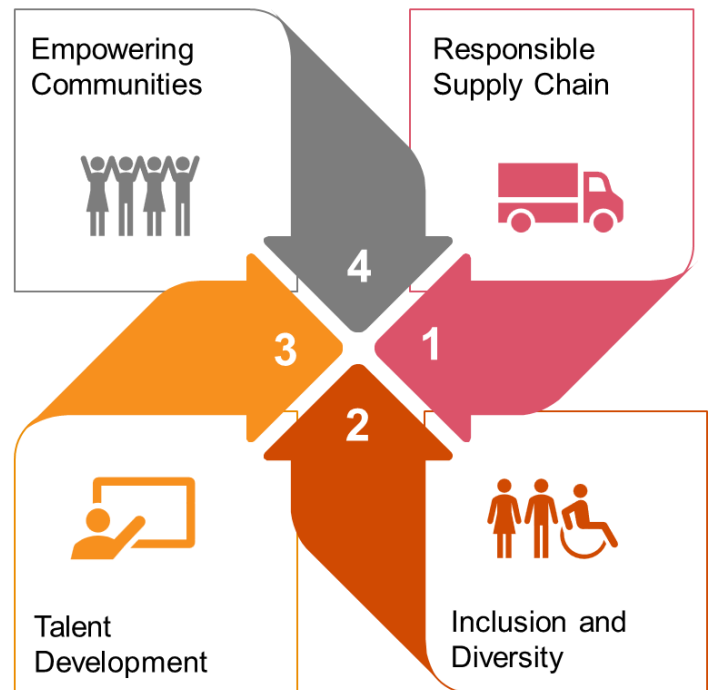 Empowering
Communities
Responsible
Supply Chain
4
3
1
2
Talent
Development
Inclusion and
Diversity